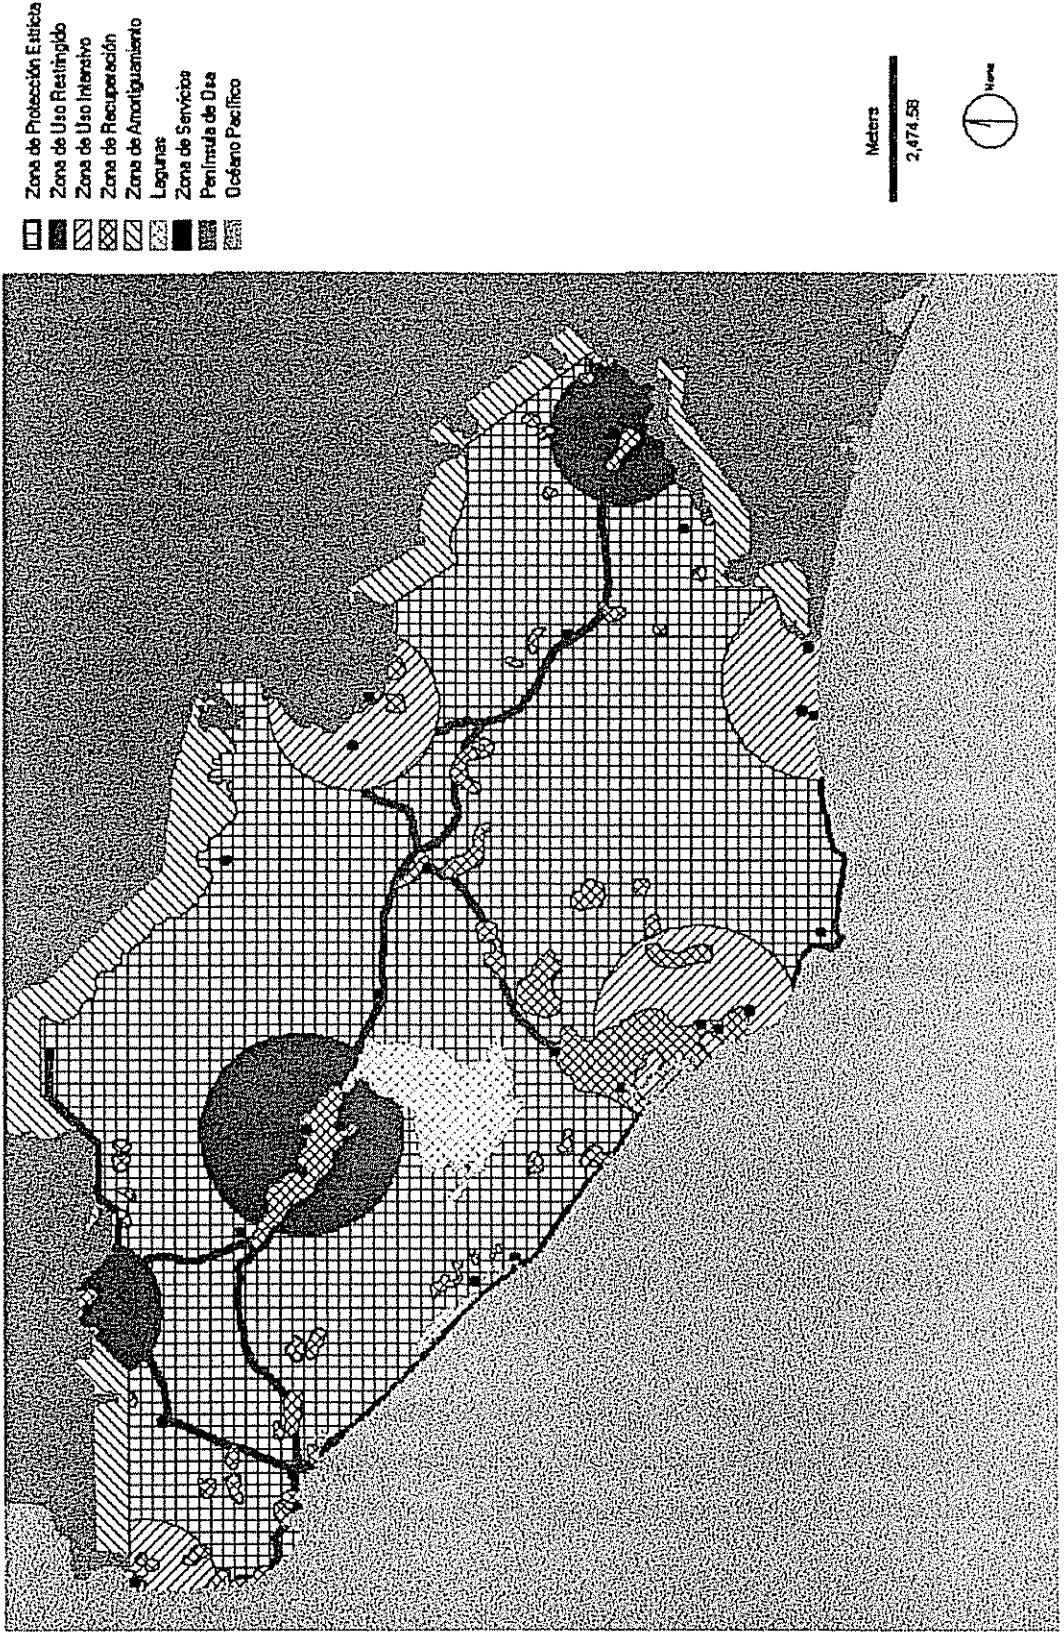 Zona de Protección Estricta
Zona de Uso Restringido
Zona de Uso Intensivo
Zona de Recuperación
Zona de Amortiguamiento
Lagunas
Zona de Servicios
Península de Osa
Océano Pacífico
Meters
2,474.58